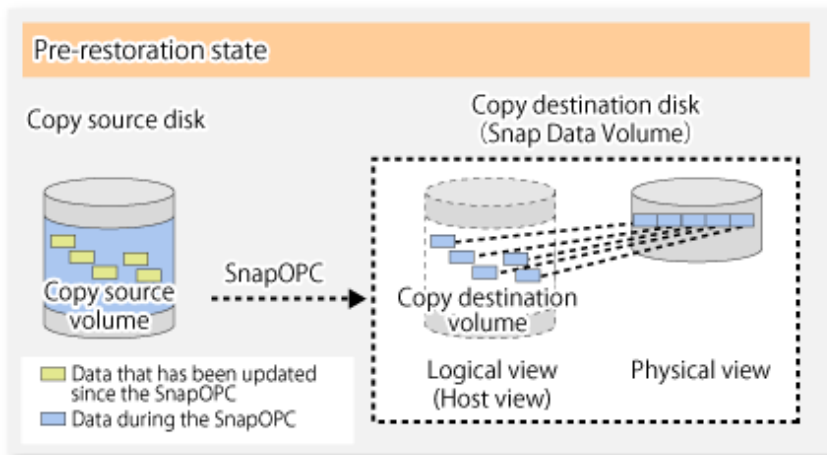 Pre-restoration state
Copy source disk
Copy destination disk
(Snap Data Volume)
SnapOPC
Copy source
volume
Copy destination
volume
Logical view
(Host view)
Physical view
Data that has been updated
since the SnapOPC
Data during the SnapOPC